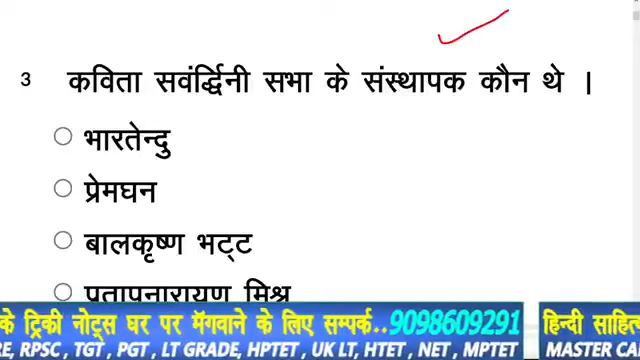 3 कविता सवंर्द्धिनी सभा के संस्थापक कौन थे ।
भारतेन्दु
प्रेमघन
बालकृष्ण भट्ट
प्रतापनारायण मिश्र
के ट्रिकी नोट्स घर पर मँगवाने के लिए सम्पर्क..9098609291
हिन्दी साहित्
RE, RPSC , TGT , PGT , LT GRADE, HPTET , UK LT, HTET , NET , MPTET
MASTER CA